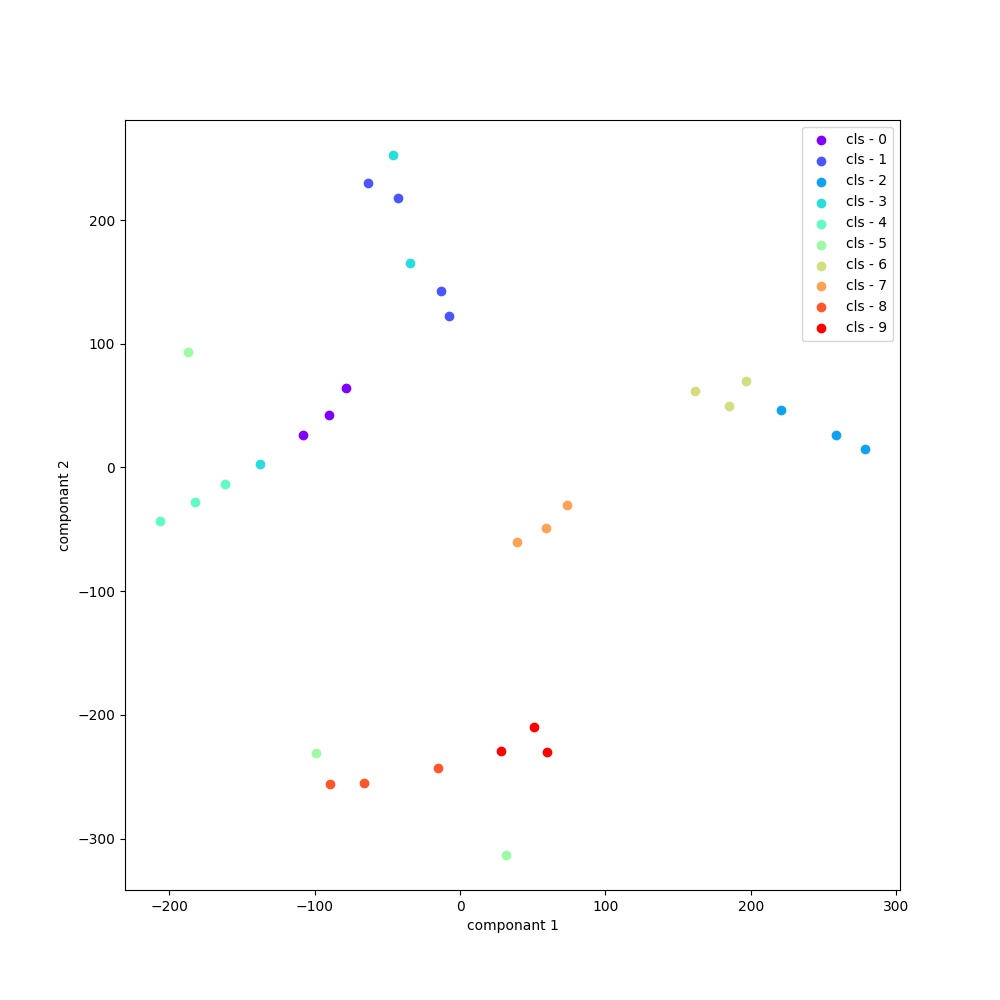 cls - 0
cls - 1
cls - 2
cls - 3
cls - 4
cls - 5
cls - 6
cls - 7
cls - 8
cls - 9
200
100
0
−100
−200
−300
componant 2
−200 −100 0 100 200 300
componant 1